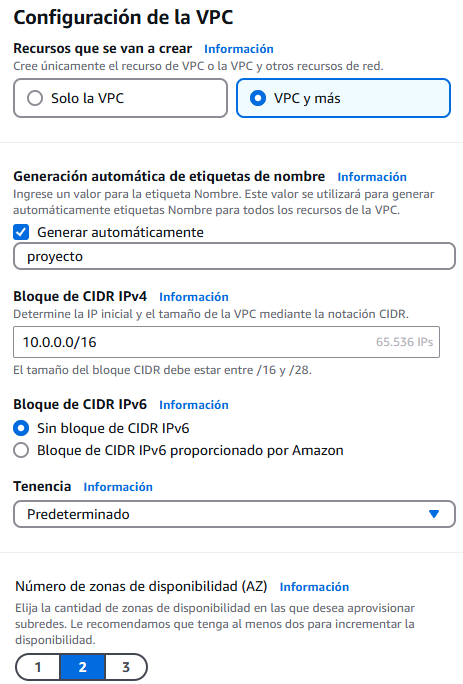 Configuración de la VPC
Recursos que se van a crear Información
Cree únicamente el recurso de VPC o la VPC y otros recursos de red.
Solo la VPC VPC y más
Generación automática de etiquetas de nombre Información
Ingrese un valor para la etiqueta Nombre. Este valor se utilizará para generar
automáticamente etiquetas Nombre para todos los recursos de la VPC.
Generar automáticamente
proyecto
Bloque de CIDR IPv4 Información
Determine la IP inicial y el tamaño de la VPC mediante la notación CIDR.
10.0.0.0/16 65.536 IPs
El tamaño del bloque CIDR debe estar entre /16 y /28.
Bloque de CIDR IPv6 Información
Sin bloque de CIDR IPv6
Bloque de CIDR IPv6 proporcionado por Amazon
Tenencia Información
Predeterminado
Número de zonas de disponibilidad (AZ) Información
Elija la cantidad de zonas de disponibilidad en las que desea aprovisionar
subredes. Le recomendamos que tenga al menos dos para incrementar la
disponibilidad.
1 2 3